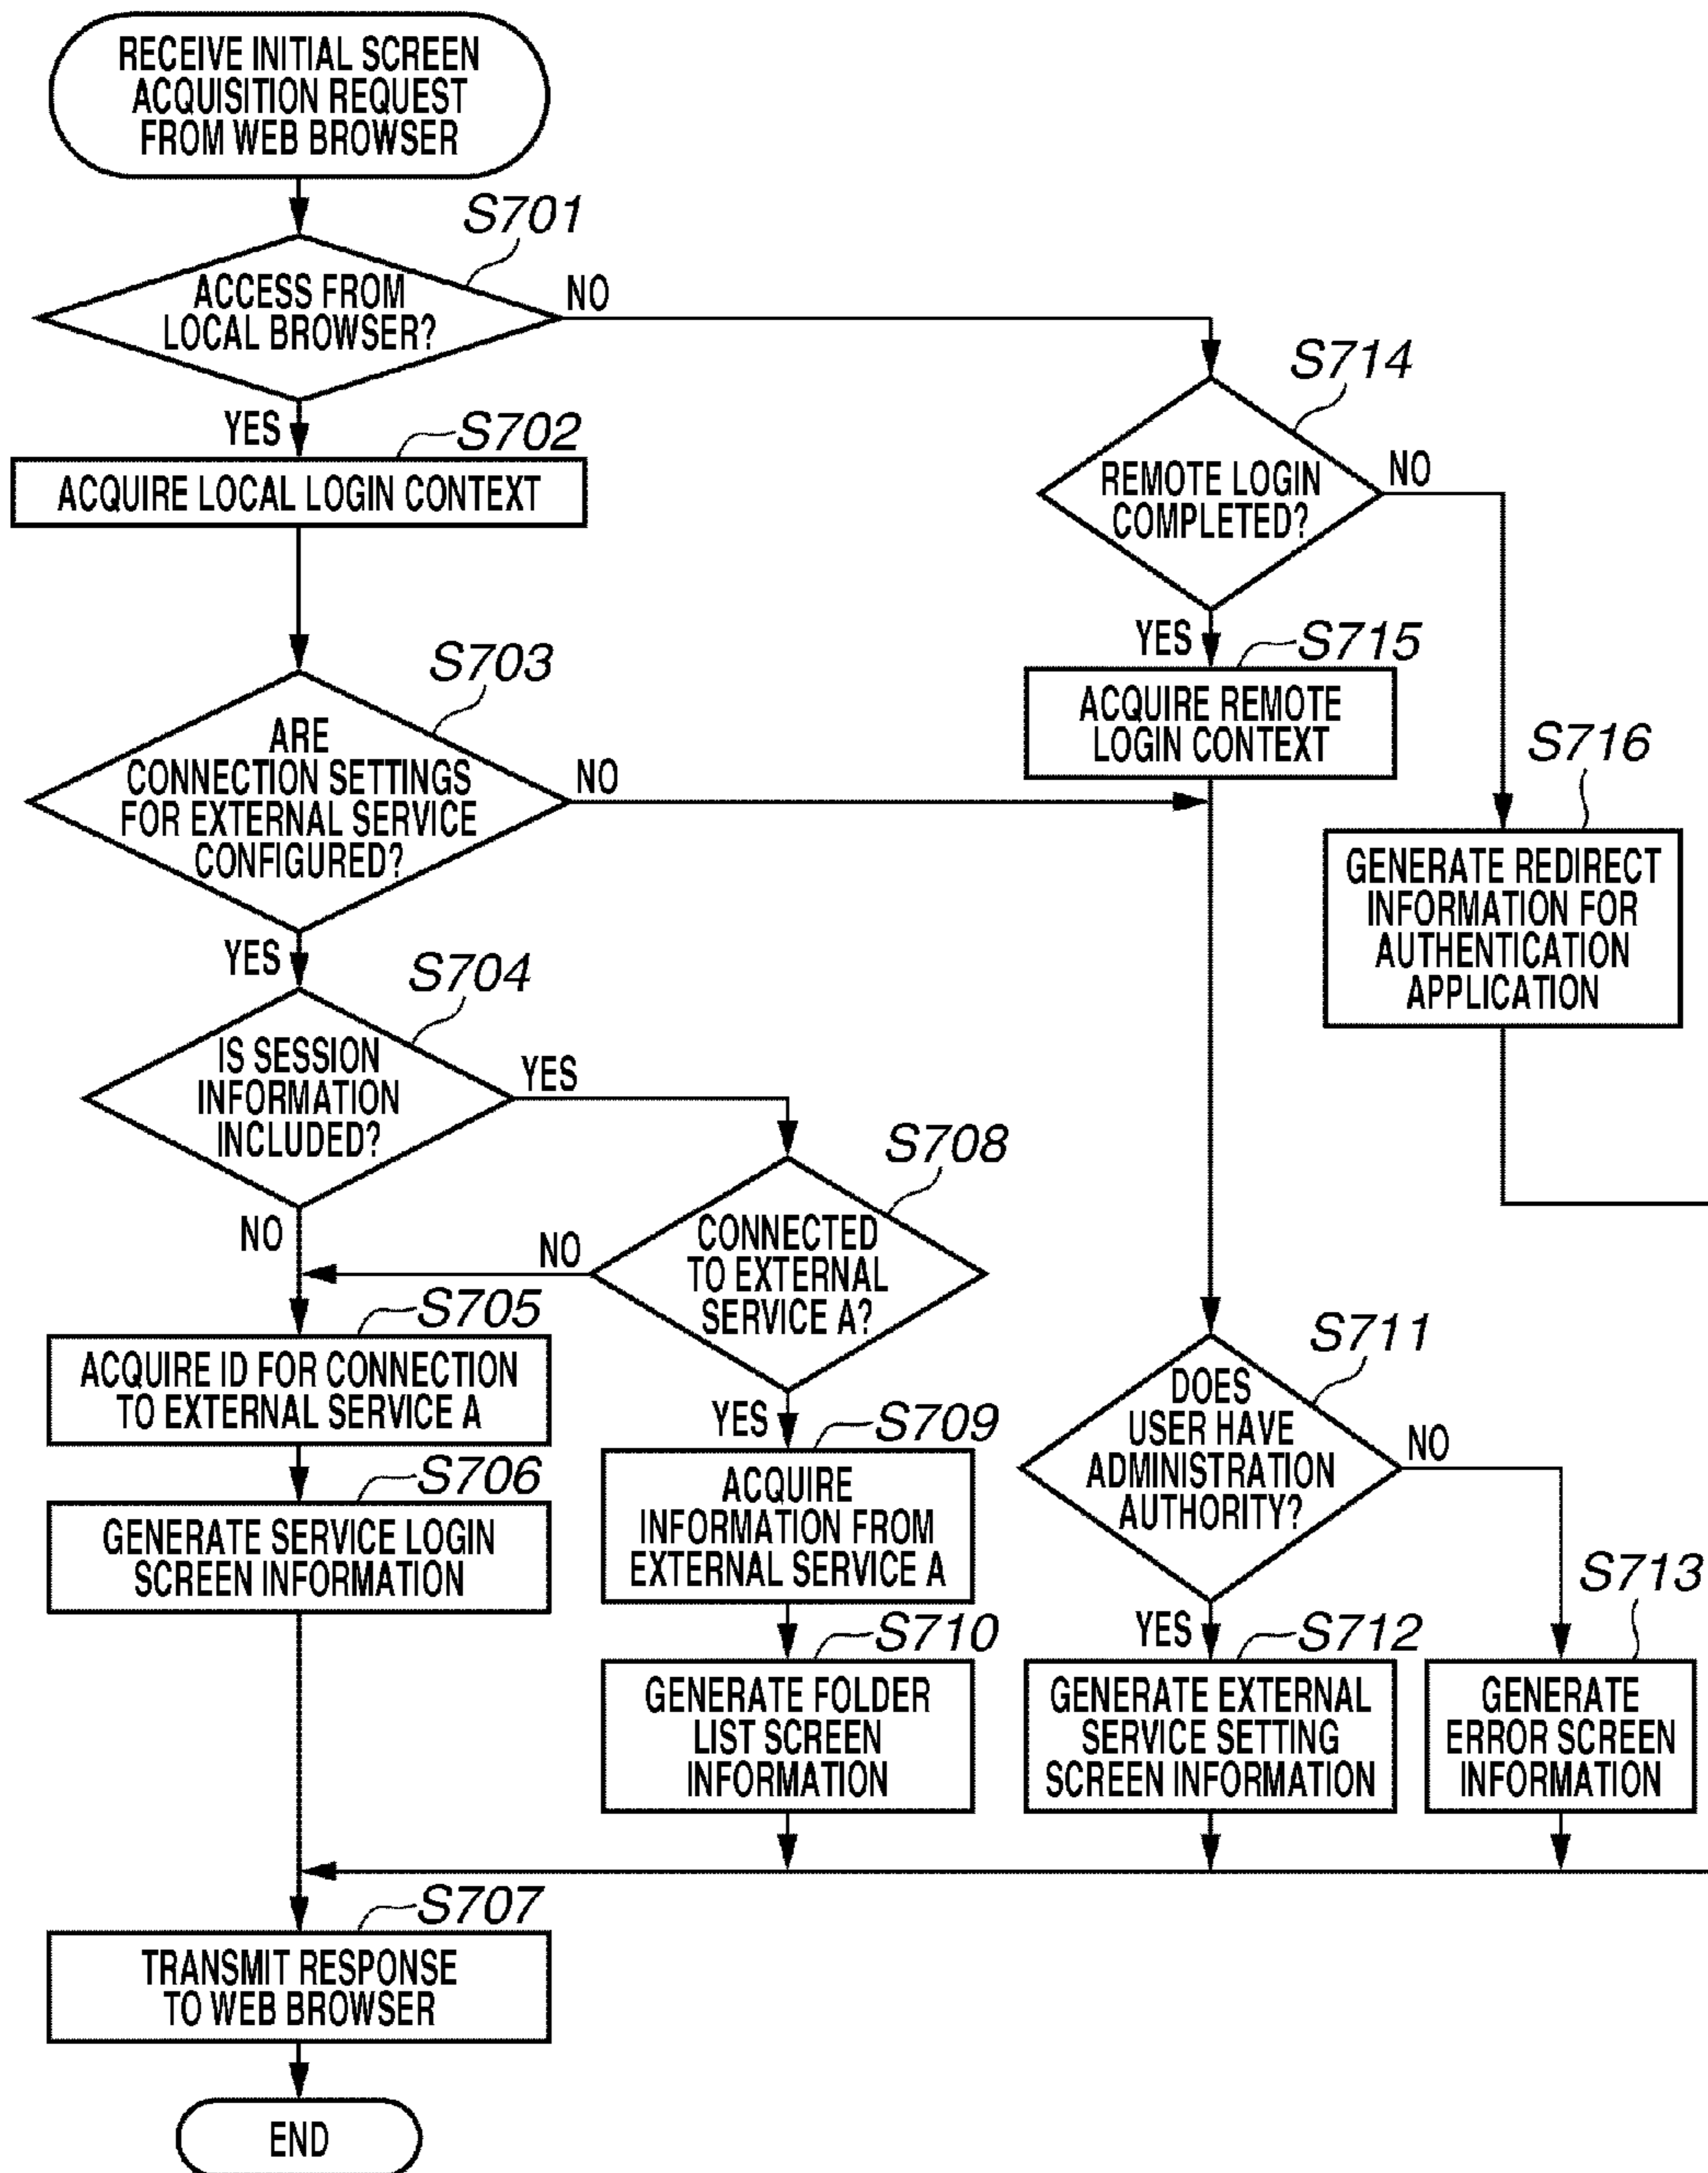 RECEIVE INITIAL SCREEN
ACQUISITION REQUEST
FROM WEB BROWSER
S701
ACCESS FROM
LOCAL BROWSER?
NO
YES
S702
ACQUIRE LOCAL LOGIN CONTEXT
S714
REMOTE LOGIN
COMPLETED?
NO
YES
S715
ACQUIRE REMOTE
LOGIN CONTEXT
S703
ARE
CONNECTION SETTINGS
FOR EXTERNAL SERVICE
CONFIGURED?
NO
YES
S716
GENERATE REDIRECT
INFORMATION FOR
AUTHENTICATION
APPLICATION
S704
IS SESSION
INFORMATION
INCLUDED?
YES
NO
S708
CONNECTED
TO EXTERNAL
SERVICE A?
NO
YES
S705
ACQUIRE ID FOR CONNECTION
TO EXTERNAL SERVICE A
S706
GENERATE SERVICE LOGIN
SCREEN INFORMATION
S709
ACQUIRE
INFORMATION FROM
EXTERNAL SERVICE A
S710
GENERATE FOLDER
LIST SCREEN
INFORMATION
S711
DOES
USER HAVE
ADMINISTRATION
AUTHORITY?
NO
YES
S712
GENERATE EXTERNAL
SERVICE SETTING
SCREEN INFORMATION
S713
GENERATE
ERROR SCREEN
INFORMATION
S707
TRANSMIT RESPONSE
TO WEB BROWSER
END